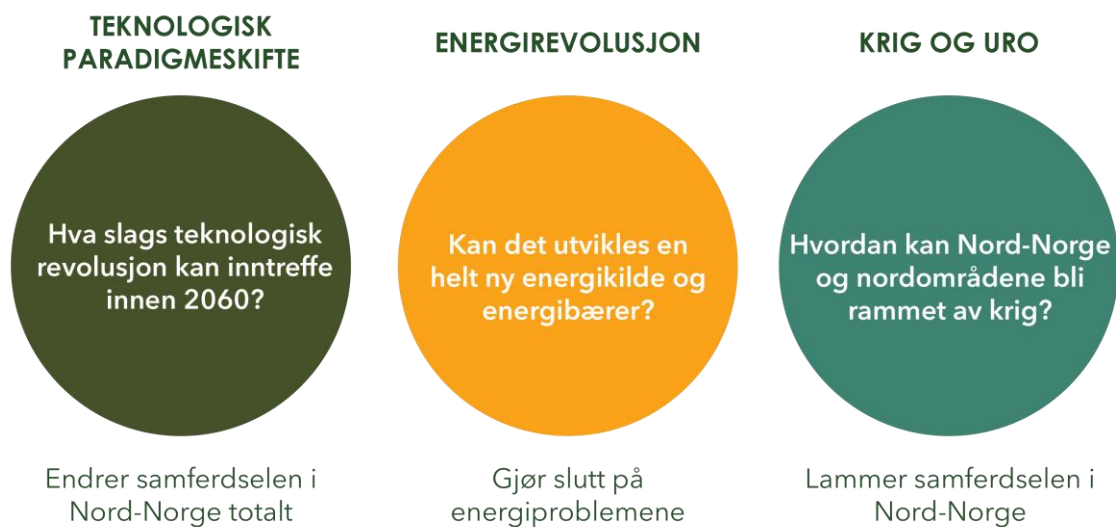 TEKNOLOGISK
PARADIGMESKIFTE
Hva slags teknologisk
revolusjon kan inntreffe
innen 2060?
Endrer samferdselen i
Nord-Norge totalt
ENERGIREVOLUSJON
Kan det utvikles en
helt ny energikilde og
energibærer?
Gjør slutt på
energiproblemene
KRIG OG URO
Hvordan kan Nord-Norge
og nordområdene bli
rammet av krig?
Lammer samferdselen i
Nord-Norge